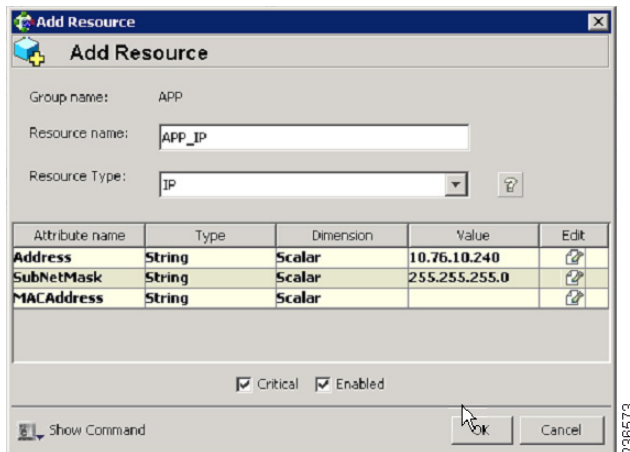 Add Resource
Add Resource
Group name: APP
Resource name: APP_IP
Resource Type: IP
Attribute name Type Dimension Value Edit
Address String Scalar 10.76.10.240
SubNetMask String Scalar 255.255.255.0
MACAddress String Scalar
Critical Enabled
Show Command OK Cancel
236573